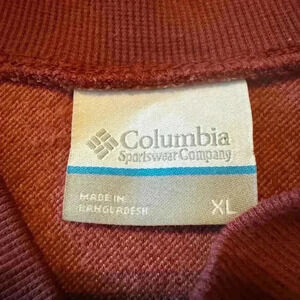 Columbia
Sportswear Company
MADE IN
BANGLADESH
XL